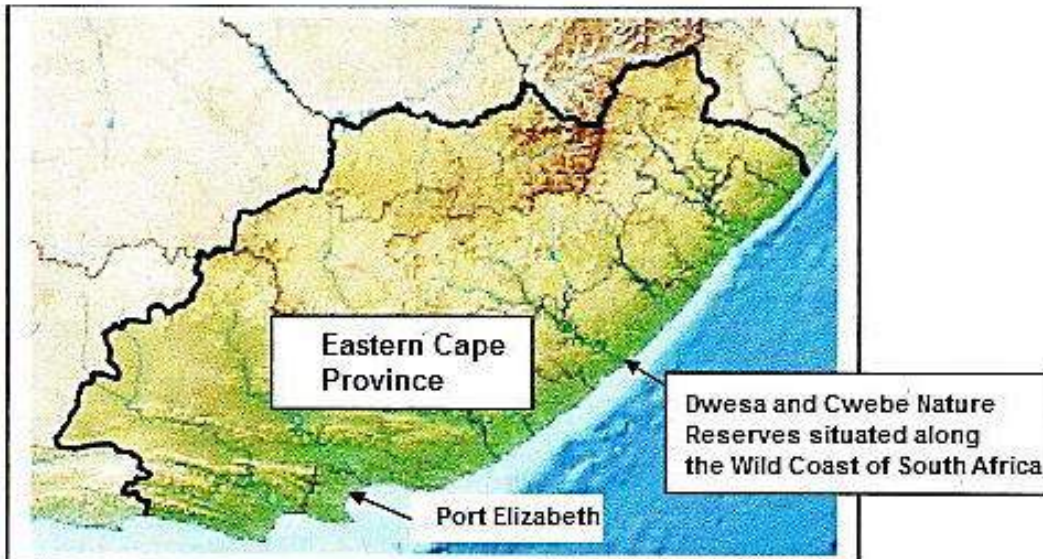 Eastern Cape
Province
Dwesa and Cwebe Nature
Reserves situated along
the Wild Coast of South Africa
Port Elizabeth